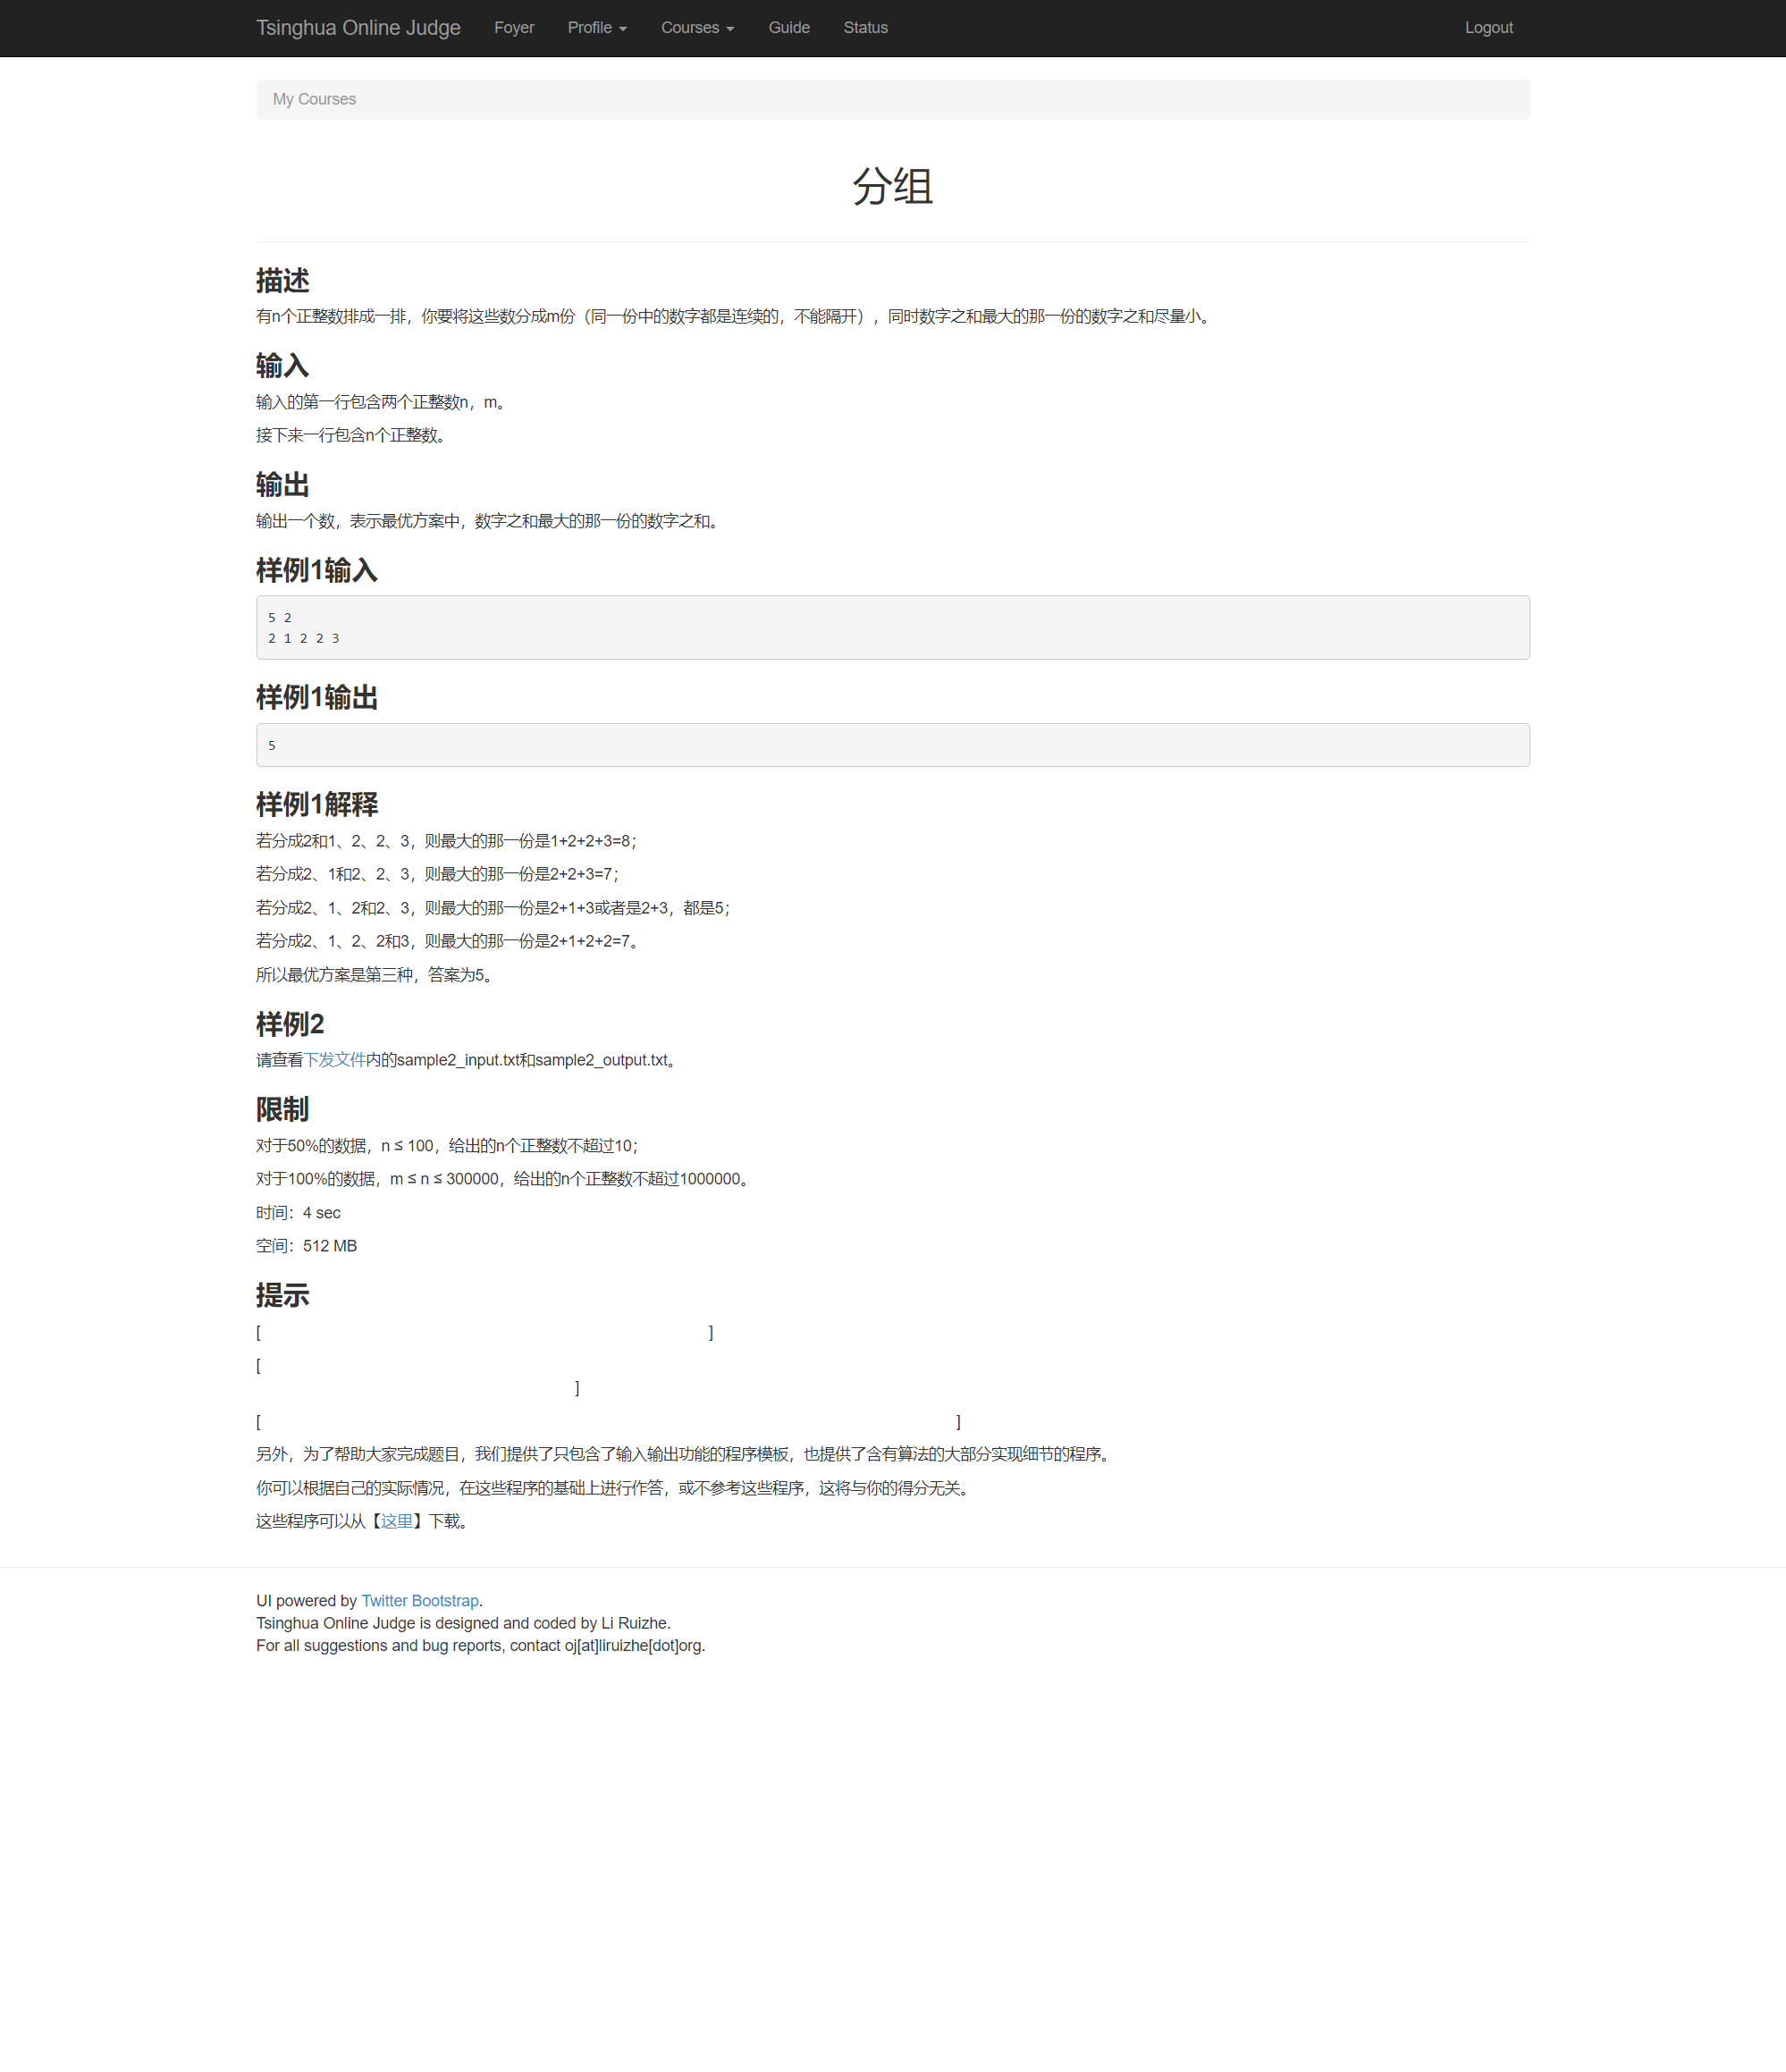 Tsinghua Online Judge Foyer Profile Courses Guide Status Logout
My Courses
分组
描述
有n个正整数排成一排，你要将这些数分成m份（同一份中的数字都是连续的，不能隔开），同时数字之和最大的那一份的数字之和尽量小。
输入
输入的第一行包含两个正整数n，m。
接下来一行包含n个正整数。
输出
输出一个数，表示最优方案中，数字之和最大的那一份的数字之和。
样例1输入
5 2
2 1 2 2 3
样例1输出
5
样例1解释
若分成2和1、2、2、3，则最大的那一份是1+2+2+3=8；
若分成2、1和2、2、3，则最大的那一份是2+2+3=7；
若分成2、1、2和2、3，则最大的那一份是2+1+3或者是2+3，都是5；
若分成2、1、2、2和3，则最大的那一份是2+1+2+2=7。
所以最优方案是第三种，答案为5。
样例2
请查看下发文件内的sample2_input.txt和sample2_output.txt。
限制
对于50%的数据，n ≤ 100，给出的n个正整数不超过10；
对于100%的数据，m ≤ n ≤ 300000，给出的n个正整数不超过1000000。
时间：4 sec
空间：512 MB
提示
[ ]
[
]
[ ]
另外，为了帮助大家完成题目，我们提供了只包含了输入输出功能的程序模板，也提供了含有算法的大部分实现细节的程序。
你可以根据自己的实际情况，在这些程序的基础上进行作答，或不参考这些程序，这将与你的得分无关。
这些程序可以从【这里】下载。
UI powered by Twitter Bootstrap.
Tsinghua Online Judge is designed and coded by Li Ruizhe.
For all suggestions and bug reports, contact oj[at]liruizhe[dot]org.